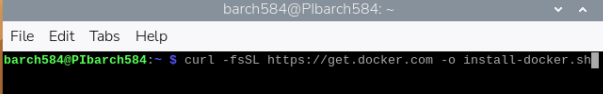 barch584@PIbarch584: ~
File Edit Tabs Help
barch584@PIbarch584:~ $ curl -fsSL https://get.docker.com -o install-docker.sh